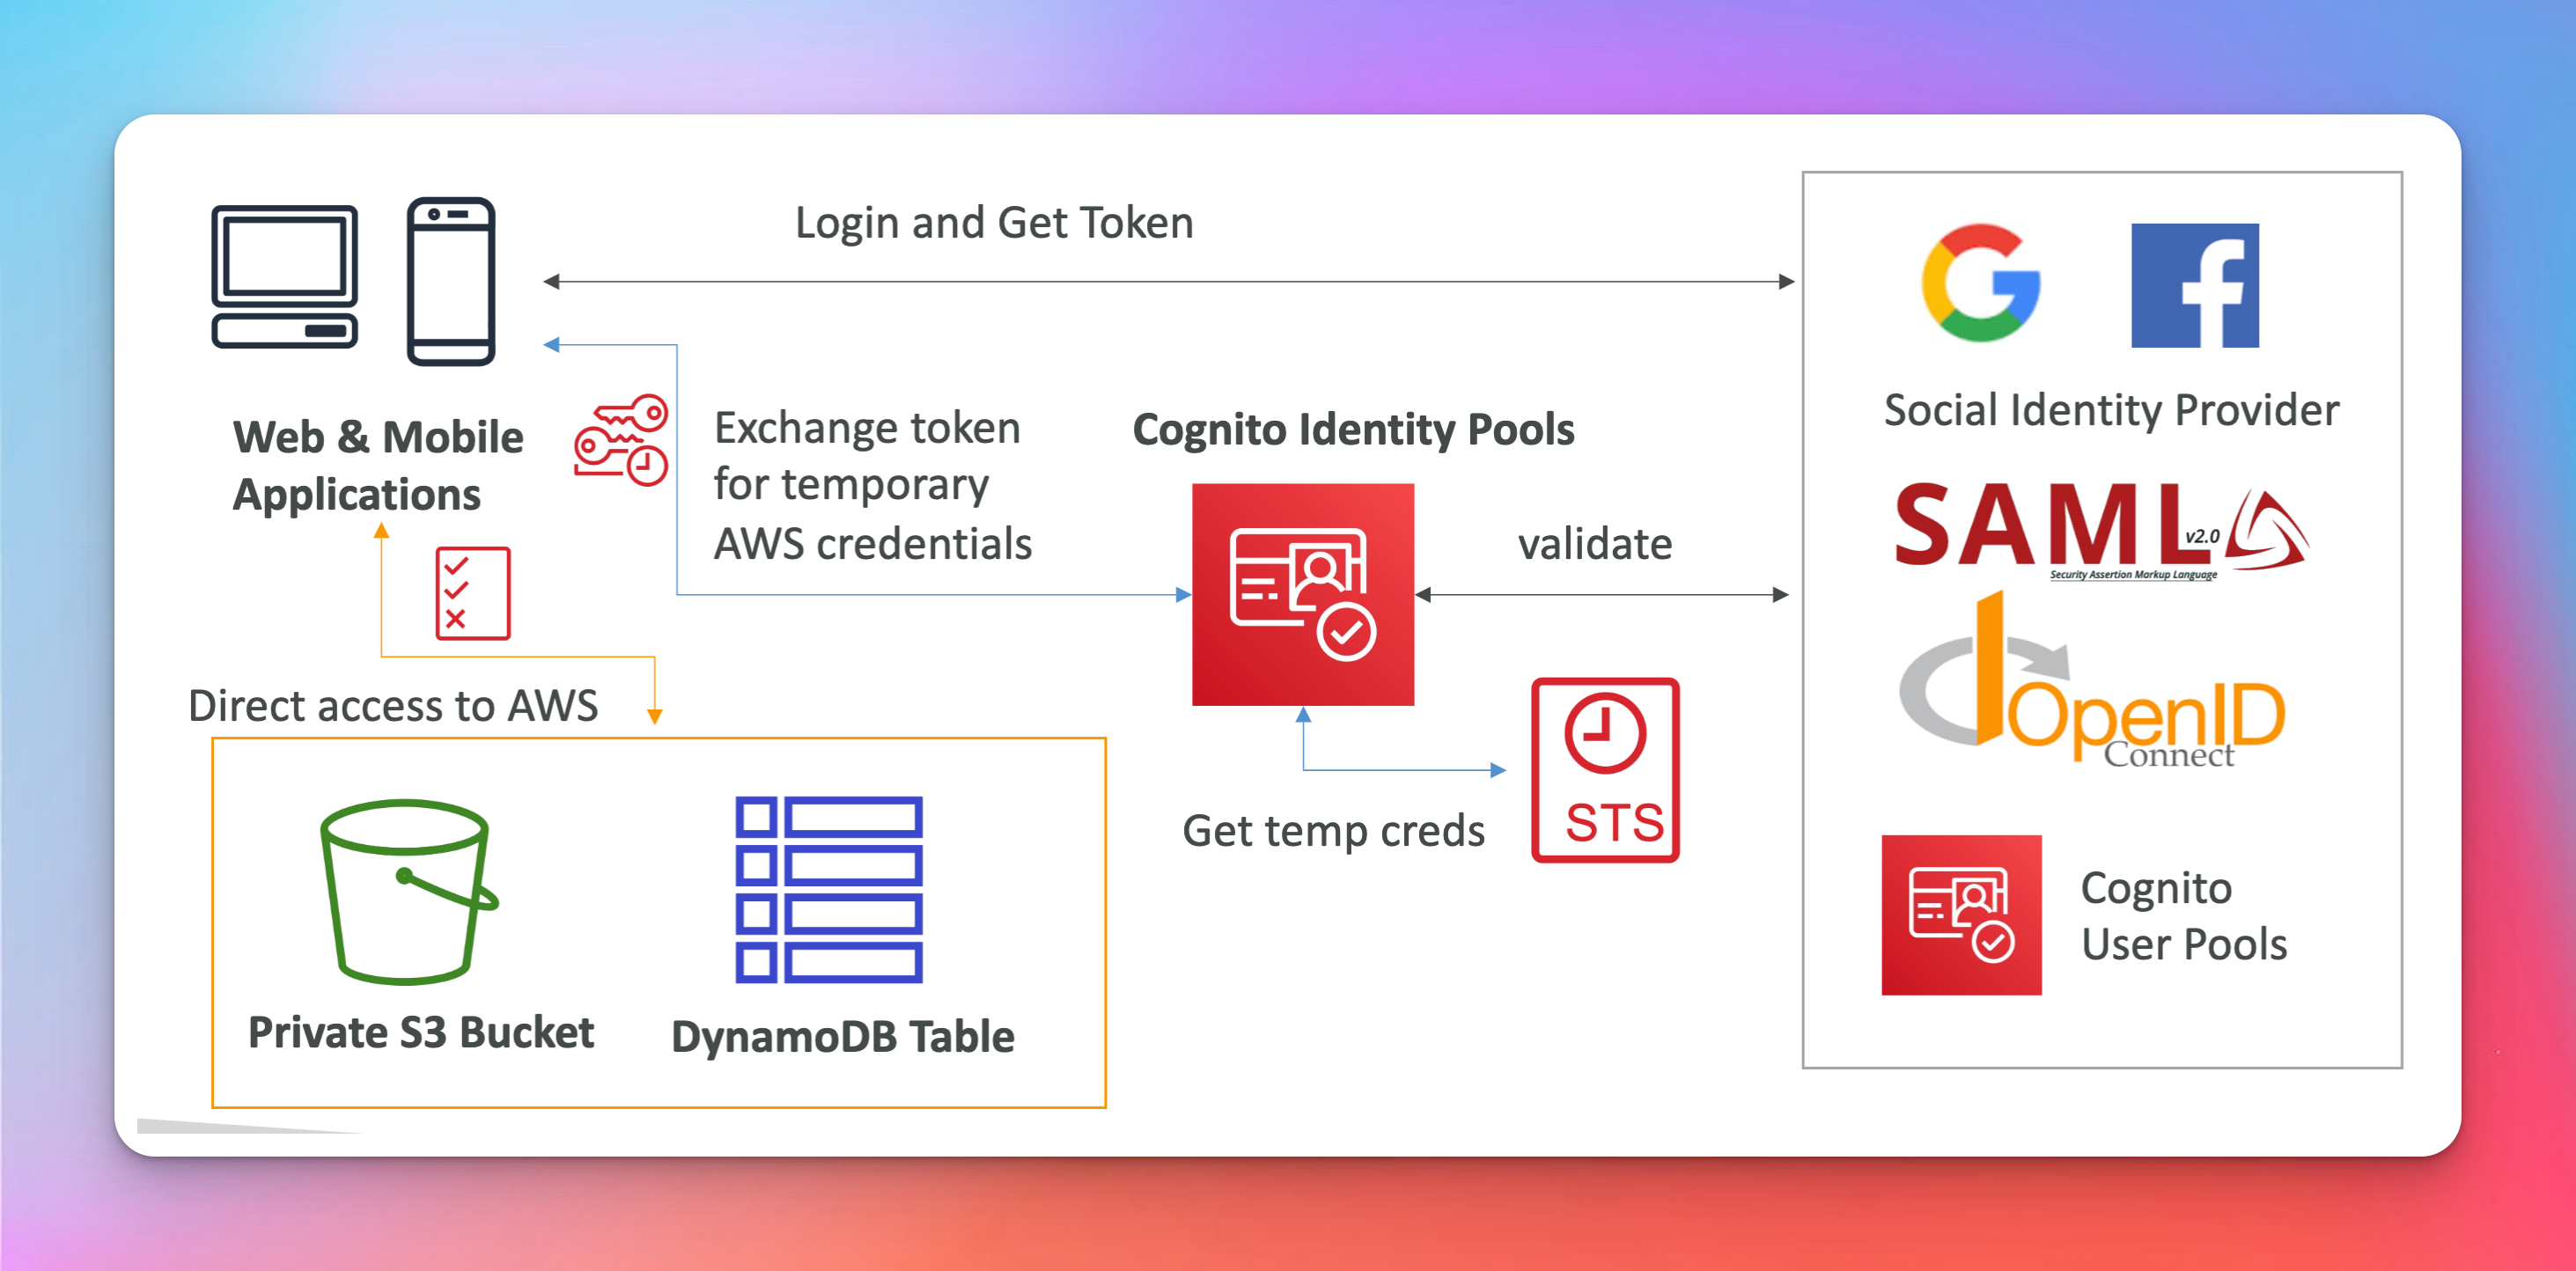 Login and Get Token
Web & Mobile
Applications
Exchange token
for temporary
AWS credentials
Cognito Identity Pools
validate
Social Identity Provider
SAML
v2.0
Security Assertion Markup Language
OpenID
Connect
Direct access to AWS
Get temp creds
STS
Cognito
User Pools
Private S3 Bucket
DynamoDB Table